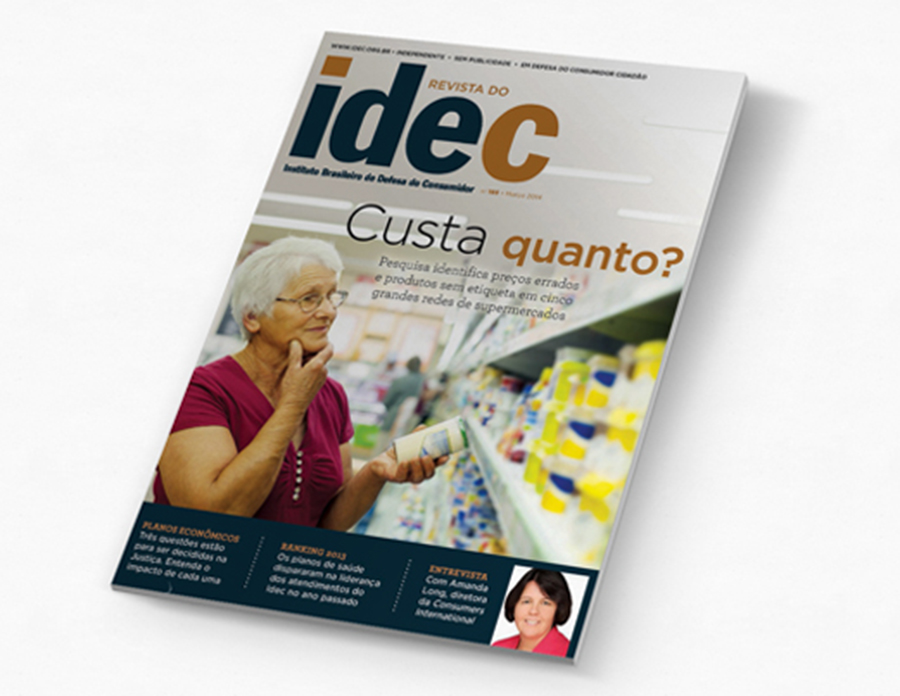 WWW.IDEC.ORG.BR • INDEPENDENTE • SEM PUBLICIDADE • EM DEFESA DO CONSUMIDOR CIDADÃO
REVISTA DO
idec
Instituto Brasileiro de Defesa do Consumidor
Custa quanto?
Pesquisa identifica preços errados
e produtos sem etiqueta em cinco
grandes redes de supermercados
PLANOS ECONÔMICOS
Três questões estão
para ser decididas na
Justiça. Entenda o
impacto de cada uma
RANKING 2013
Os planos de saúde
dispararam na liderança
dos atendimentos do
Idec no ano passado
ENTREVISTA
Com Amanda
Long, diretora
da Consumers
International